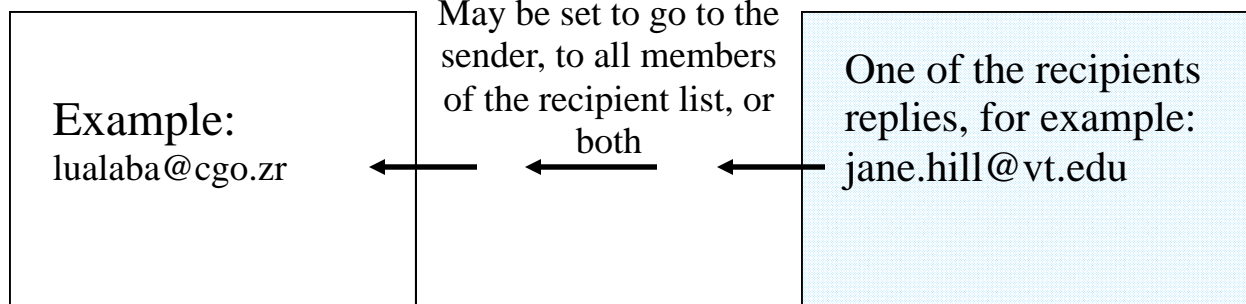 Example:
lualaba@cgo.zr
May be set to go to the
sender, to all members
of the recipient list, or
both
One of the recipients
replies, for example:
jane.hill@vt.edu